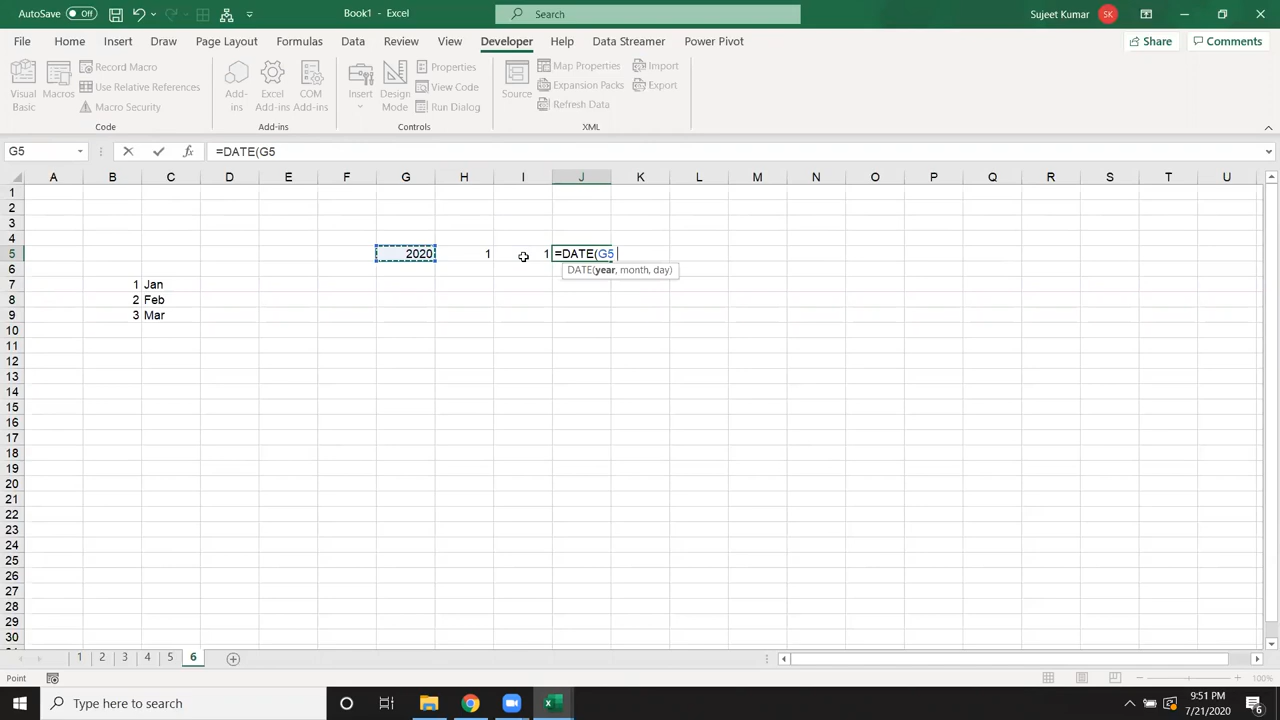 AutoSave Off Book1 - Excel Search Sujeet Kumar SK
File Home Insert Draw Page Layout Formulas Data Review View Developer Help Data Streamer Power Pivot Share Comments
Visual Basic
Macros
Record Macro
Use Relative References
Macro Security
Code
Add-ins
Excel Add-ins
COM Add-ins
Add-ins
Insert
Design Mode
Properties
View Code
Run Dialog
Controls
Source
Map Properties
Expansion Packs
Refresh Data
Import
Export
XML
G5 fx =DATE(G5
A B C D E F G H I J K L M N O P Q R S T U
1
2
3
4
5 2020 1 1 =DATE(G5
DATE(year, month, day)
6
7 1 Jan
8 2 Feb
9 3 Mar
10
11
12
13
14
15
16
17
18
19
20
21
22
23
24
25
26
27
28
29
30
1 2 3 4 5 6
Point 100%
Type here to search 9:51 PM
7/21/2020 6